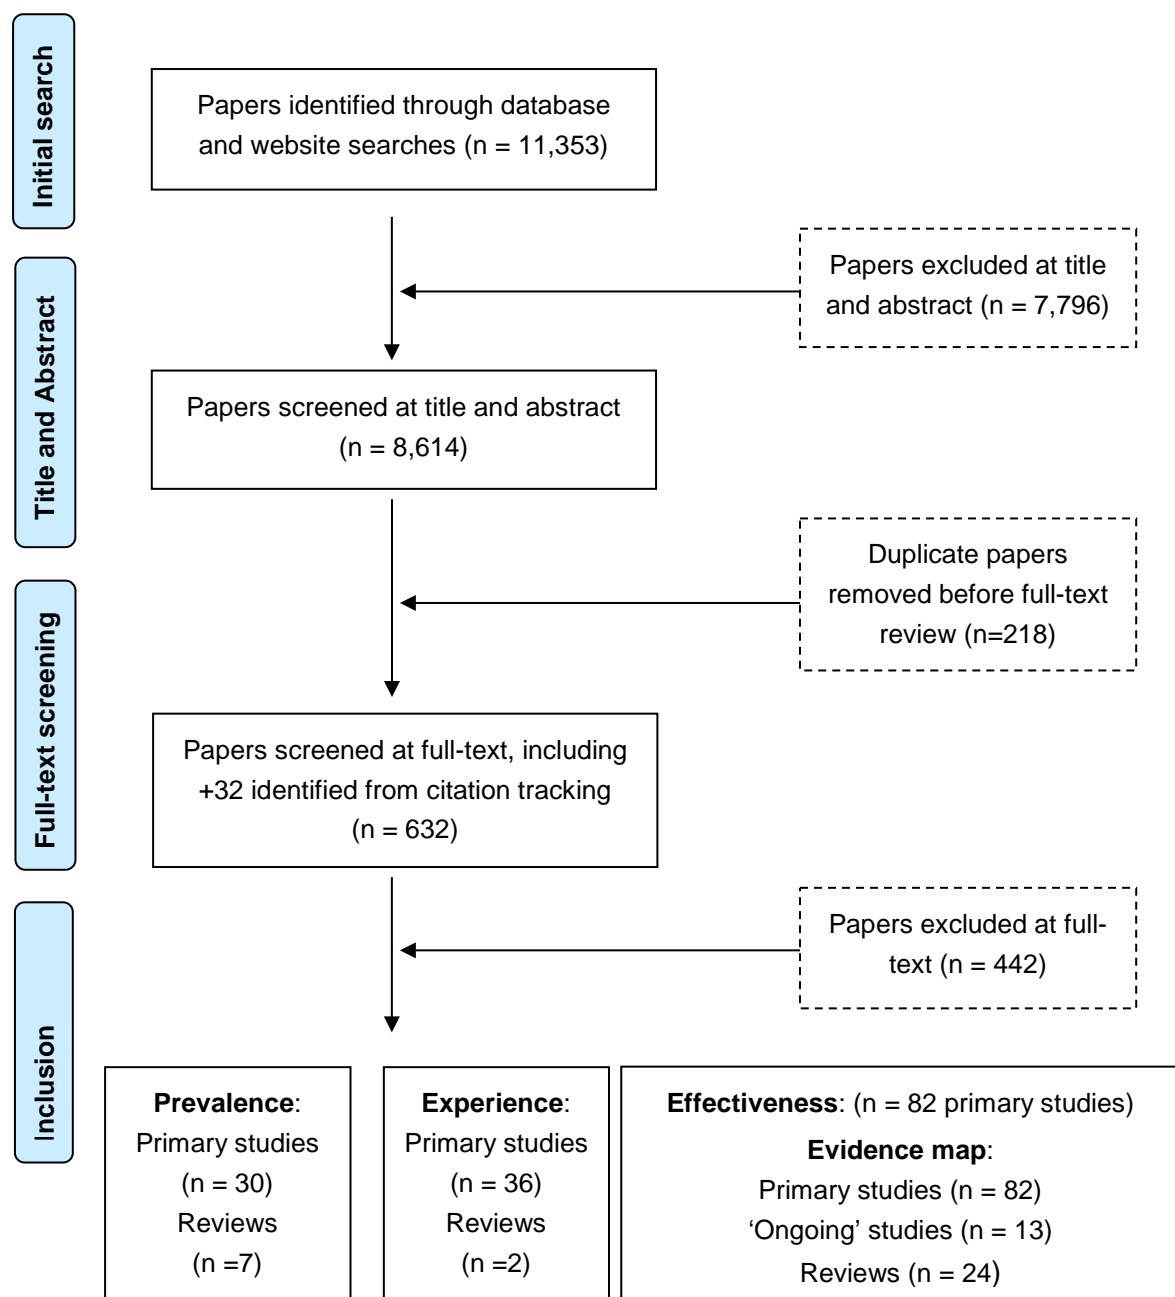 Initial search
Papers identified through database
and website searches (n = 11,353)
Papers excluded at title
and abstract (n = 7,796)
Title and Abstract
Papers screened at title and abstract
(n = 8,614)
Duplicate papers
removed before full-text
review (n=218)
Full-text screening
Papers screened at full-text, including
+32 identified from citation tracking
(n = 632)
Papers excluded at full-
text (n = 442)
Inclusion
Prevalence:
Primary studies
(n = 30)
Reviews
(n =7)
Experience:
Primary studies
(n = 36)
Reviews
(n =2)
Effectiveness: (n = 82 primary studies)
Evidence map:
Primary studies (n = 82)
‘Ongoing’ studies (n = 13)
Reviews (n = 24)